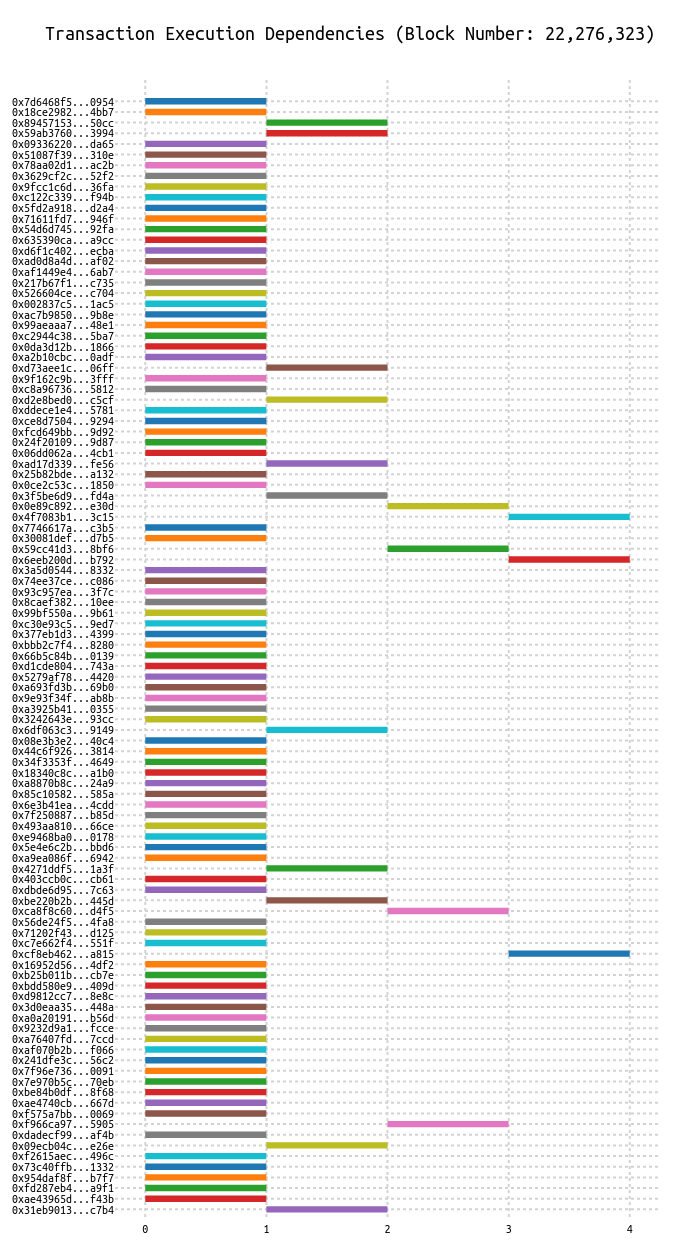 Transaction Execution Dependencies (Block Number: 22,276,323)
0x7d6468f5...0954
0x18ce2982...4bb7
0x89457153...50cc
0x59ab3760...3994
0x09336220...da65
0x51087f39...310e
0x78aa02d1...ac2b
0x3629cf2c...52f2
0x9fcc1c6d...36fa
0xc122c339...f94b
0x5fd2a918...d2a4
0x71611fd7...946f
0x54d6d745...92fa
0x635390ca...a9cc
0xd6f1c402...ecba
0xad0d8a4d...af02
0xaf1449e4...6ab7
0x217b67f1...c735
0x526604ce...c704
0x002837c5...1ac5
0xac7b9850...9b8e
0x99aeaaa7...48e1
0xc2944c38...5ba7
0x0da3d12b...1866
0xa2b10cbc...0adf
0xd73aee1c...06ff
0x9f162c9b...3fff
0xc8a96736...5812
0xd2e8bed0...c5cf
0xddece1e4...5781
0xce8d7504...9294
0xfcd649bb...9d92
0x24f20109...9d87
0x06dd062a...4cb1
0xad17d339...fe56
0x25b82bde...a132
0x0ce2c53c...1850
0x3f5be6d9...fd4a
0x0e89c892...e30d
0x4f7083b1...3c15
0x7746617a...c3b5
0x30081def...d7b5
0x59cc41d3...8bf6
0x6eeb200d...b792
0x3a5d0544...8332
0x74ee37ce...c086
0x93c957ea...3f7c
0x8caef382...10ee
0x99bf550a...9b61
0xc30e93c5...9ed7
0x377eb1d3...4399
0xbbb2c7f4...8280
0x66b5c84b...0139
0xd1cde804...743a
0x5279af78...4420
0xa693fd3b...69b0
0x9e93f34f...ab8b
0xa3925b41...0355
0x3242643e...93cc
0x6df063c3...9149
0x08e3b3e2...40c4
0x44c6f926...3814
0x34f3353f...4649
0x18340c8c...a1b0
0xa8870b8c...24a9
0x85c10582...585a
0x6e3b41ea...4cdd
0x7f250887...b85d
0x493aa810...66ce
0xe9468ba0...0178
0x5e4e6c2b...bbd6
0xa9ea086f...6942
0x4271ddf5...1a3f
0x403ccb0c...cb61
0xdbde6d95...7c63
0xbe220b2b...445d
0xca8f8c60...d4f5
0x56de24f5...4fa8
0x71202f43...d125
0xc7e662f4...551f
0xcf8eb462...a815
0x16952d56...4df2
0xb25b011b...cb7e
0xbdd580e9...409d
0xd9812cc7...8e8c
0x3d0eaa35...448a
0xa0a20191...b56d
0x9232d9a1...fcce
0xa76407fd...7ccd
0xaf070b2b...f066
0x241dfe3c...56c2
0x7f96e736...0091
0x7e970b5c...70eb
0xbe84b0df...8f68
0xae4740cb...667d
0xf575a7bb...0069
0xf966ca97...5905
0xdadecf99...af4b
0x09ecb04c...e26e
0xf2615aec...496c
0x73c40ffb...1332
0x954daf8f...b7f7
0xfd287eb4...a9f1
0xae43965d...f43b
0x31eb9013...c7b4
0 1 2 3 4